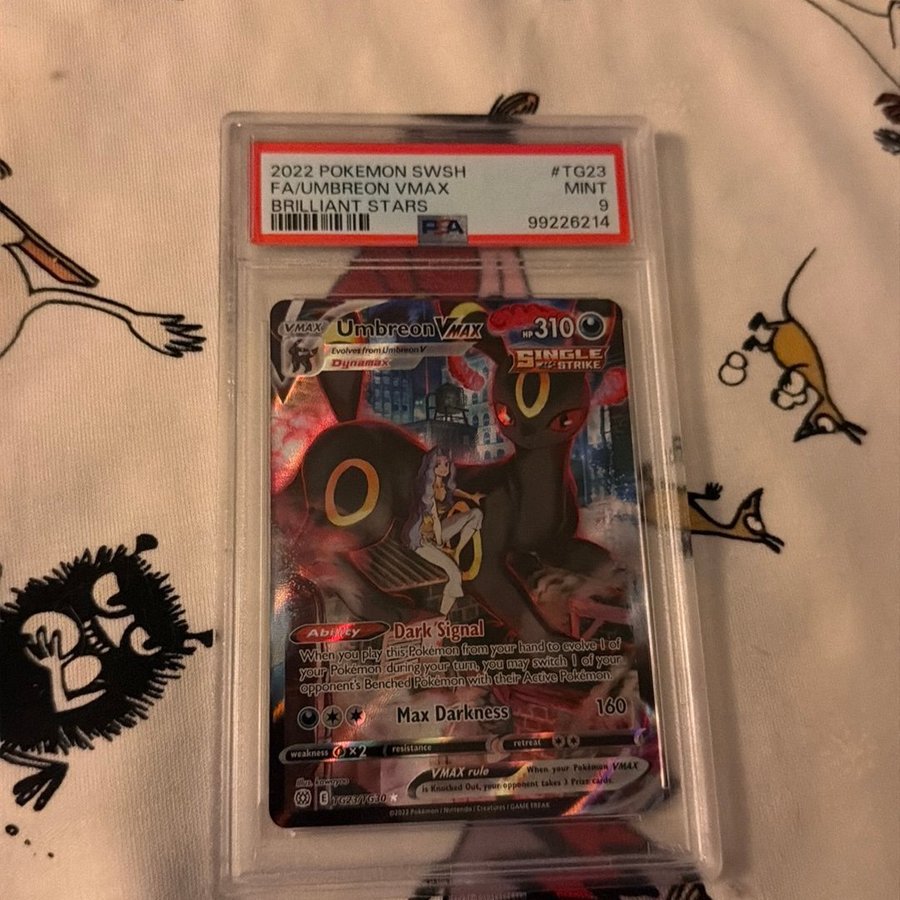 2022 POKEMON SWSH #TG23
FA/UMBREON VMAX MINT
BRILLIANT STARS 9
PSA 99226214
VMAX Umbreon VMAX HP 310
Evolves from Umbreon V
Dynamax
SINGLE STRIKE
Ability Dark Signal
When you play this Pokémon from your hand to evolve 1 of
your Pokémon during your turn, you may switch 1 of your
opponent's Benched Pokémon with their Active Pokémon.
Max Darkness 160
weakness ×2 resistance retreat
VMAX rule When your Pokémon VMAX
is Knocked Out, your opponent takes 3 Prize cards.
illus. kawayoo
E TG23/TG30
©2022 Pokémon / Nintendo / Creatures / GAME FREAK